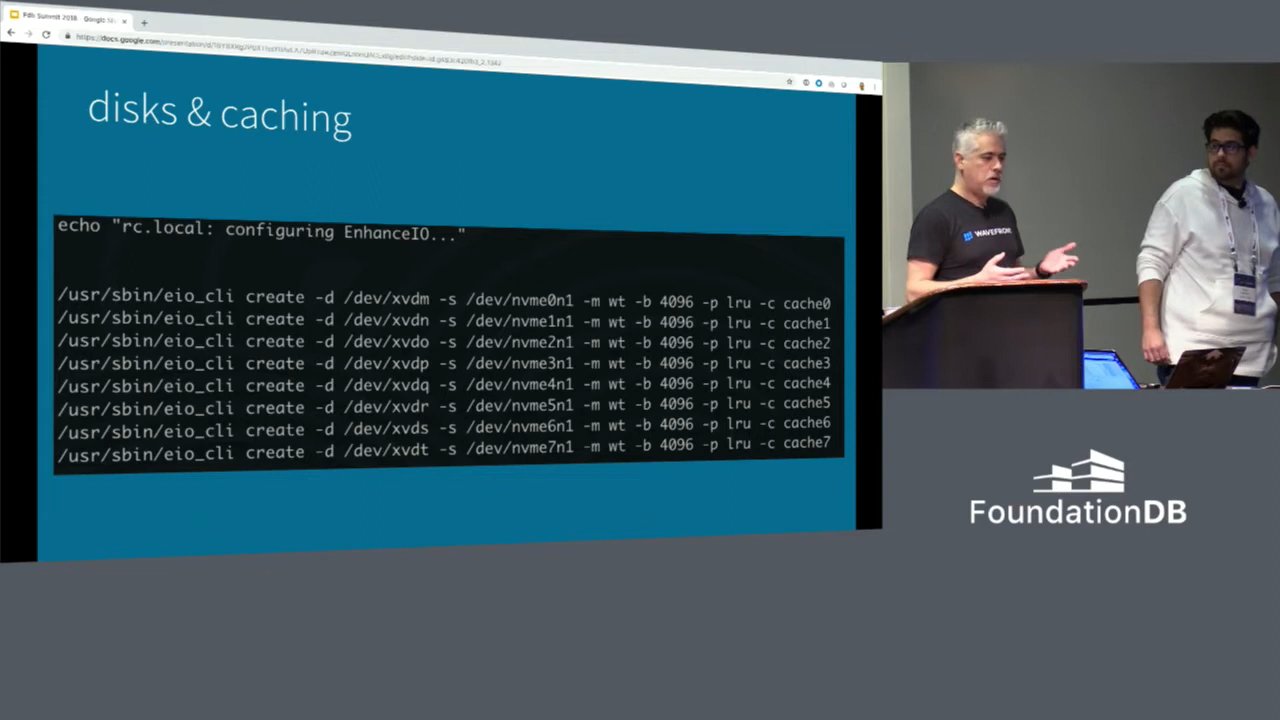 Fdb Summit 2018 - Google Sli
disks & caching
echo "rc.local: configuring EnhanceIO..."
/usr/sbin/eio_cli create -d /dev/xvdm -s /dev/nvme0n1 -m wt -b 4096 -p lru -c cache0
/usr/sbin/eio_cli create -d /dev/xvdn -s /dev/nvme1n1 -m wt -b 4096 -p lru -c cache1
/usr/sbin/eio_cli create -d /dev/xvdo -s /dev/nvme2n1 -m wt -b 4096 -p lru -c cache2
/usr/sbin/eio_cli create -d /dev/xvdp -s /dev/nvme3n1 -m wt -b 4096 -p lru -c cache3
/usr/sbin/eio_cli create -d /dev/xvdq -s /dev/nvme4n1 -m wt -b 4096 -p lru -c cache4
/usr/sbin/eio_cli create -d /dev/xvdr -s /dev/nvme5n1 -m wt -b 4096 -p lru -c cache5
/usr/sbin/eio_cli create -d /dev/xvds -s /dev/nvme6n1 -m wt -b 4096 -p lru -c cache6
/usr/sbin/eio_cli create -d /dev/xvdt -s /dev/nvme7n1 -m wt -b 4096 -p lru -c cache7
WAVEFRONT
FoundationDB